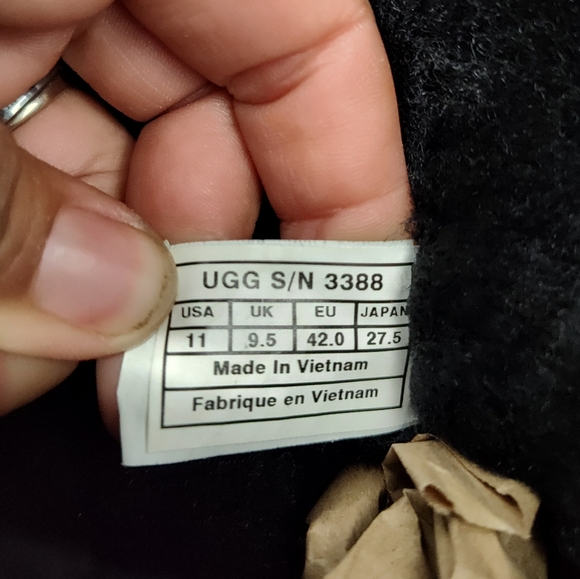 UGG S/N 3388
USA UK EU JAPAN
11 9.5 42.0 27.5
Made In Vietnam
Fabrique en Vietnam